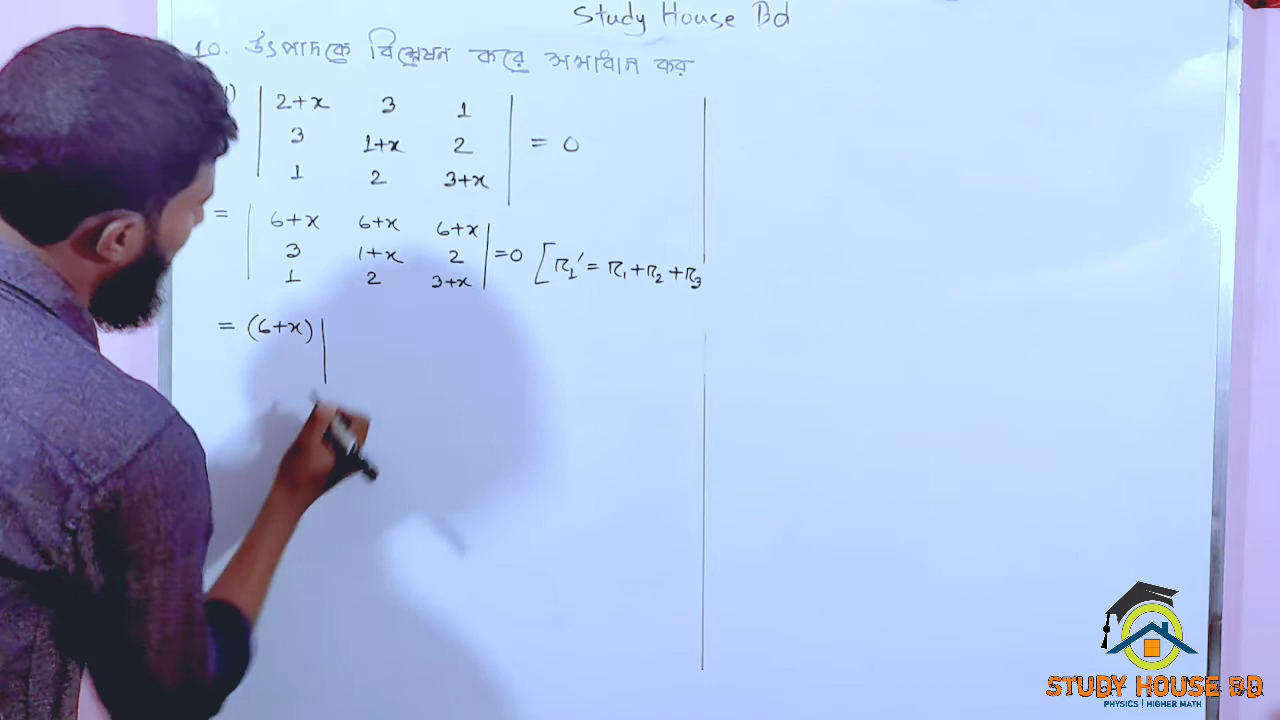 Study House Bd
10. উৎপাদকে বিশ্লেষন করে সমাধান কর
| 2+x 3 1 |
| 3 1+x 2 | = 0
| 1 2 3+x |
= | 6+x 6+x 6+x |
| 3 1+x 2 | =0 [r₁′ = r₁+r₂+r₃
| 1 2 3+x |
= (6+x) |
STUDY HOUSE BD
PHYSICS | HIGHER MATH